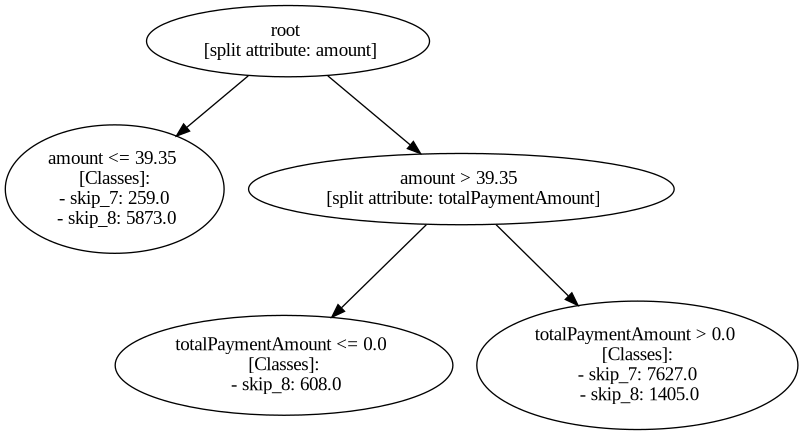 root
[split attribute: amount]
amount <= 39.35
[Classes]:
- skip_7: 259.0
- skip_8: 5873.0
amount > 39.35
[split attribute: totalPaymentAmount]
totalPaymentAmount <= 0.0
[Classes]:
- skip_8: 608.0
totalPaymentAmount > 0.0
[Classes]:
- skip_7: 7627.0
- skip_8: 1405.0